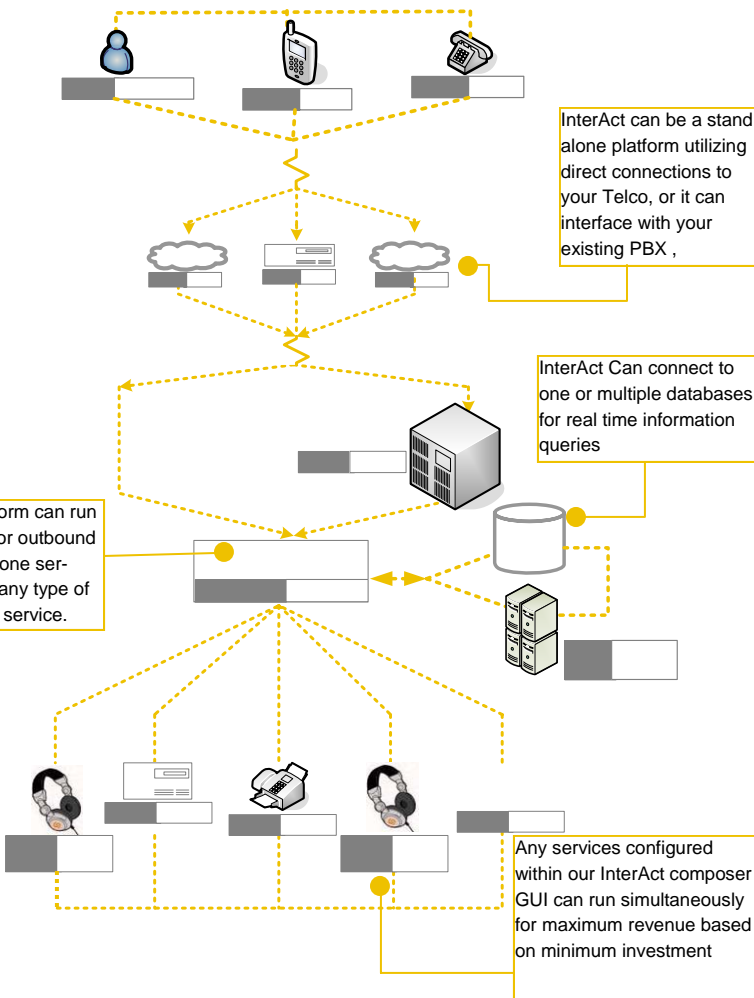 InterAct can be a stand
alone platform utilizing
direct connections to
your Telco, or it can
interface with your
existing PBX ,
InterAct Can connect to
one or multiple databases
for real time information
queries
orm can run
or outbound
one ser-
any type of
service.
Any services configured
within our InterAct composer
GUI can run simultaneously
for maximum revenue based
on minimum investment